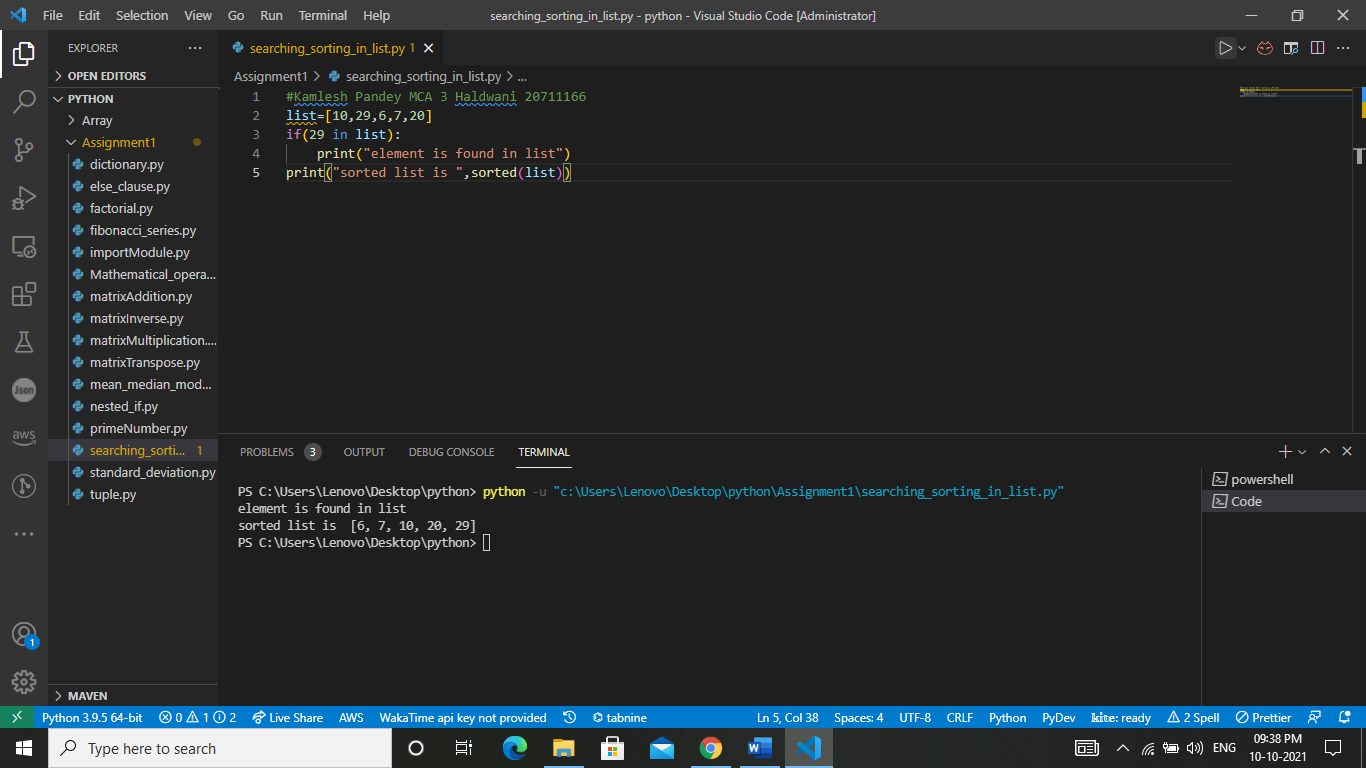 File Edit Selection View Go Run Terminal Help
searching_sorting_in_list.py - python - Visual Studio Code [Administrator]
EXPLORER
OPEN EDITORS
PYTHON
Array
Assignment1
dictionary.py
else_clause.py
factorial.py
fibonacci_series.py
importModule.py
Mathematical_opera...
matrixAddition.py
matrixInverse.py
matrixMultiplication....
matrixTranspose.py
mean_median_mod...
nested_if.py
primeNumber.py
searching_sorti... 1
standard_deviation.py
tuple.py
MAVEN
Json
aws
1
searching_sorting_in_list.py 1
Assignment1 > searching_sorting_in_list.py > ...
1 #Kamlesh Pandey MCA 3 Haldwani 20711166
2 list=[10,29,6,7,20]
3 if(29 in list):
4     print("element is found in list")
5 print("sorted list is ",sorted(list))
PROBLEMS 3 OUTPUT DEBUG CONSOLE TERMINAL
PS C:\Users\Lenovo\Desktop\python> python -u "c:\Users\Lenovo\Desktop\python\Assignment1\searching_sorting_in_list.py"
element is found in list
sorted list is  [6, 7, 10, 20, 29]
PS C:\Users\Lenovo\Desktop\python>
powershell
Code
Python 3.9.5 64-bit 0 1 2 Live Share AWS WakaTime api key not provided tabnine Ln 5, Col 38 Spaces: 4 UTF-8 CRLF Python PyDev kite: ready 2 Spell Prettier
Type here to search
ENG
09:38 PM
10-10-2021